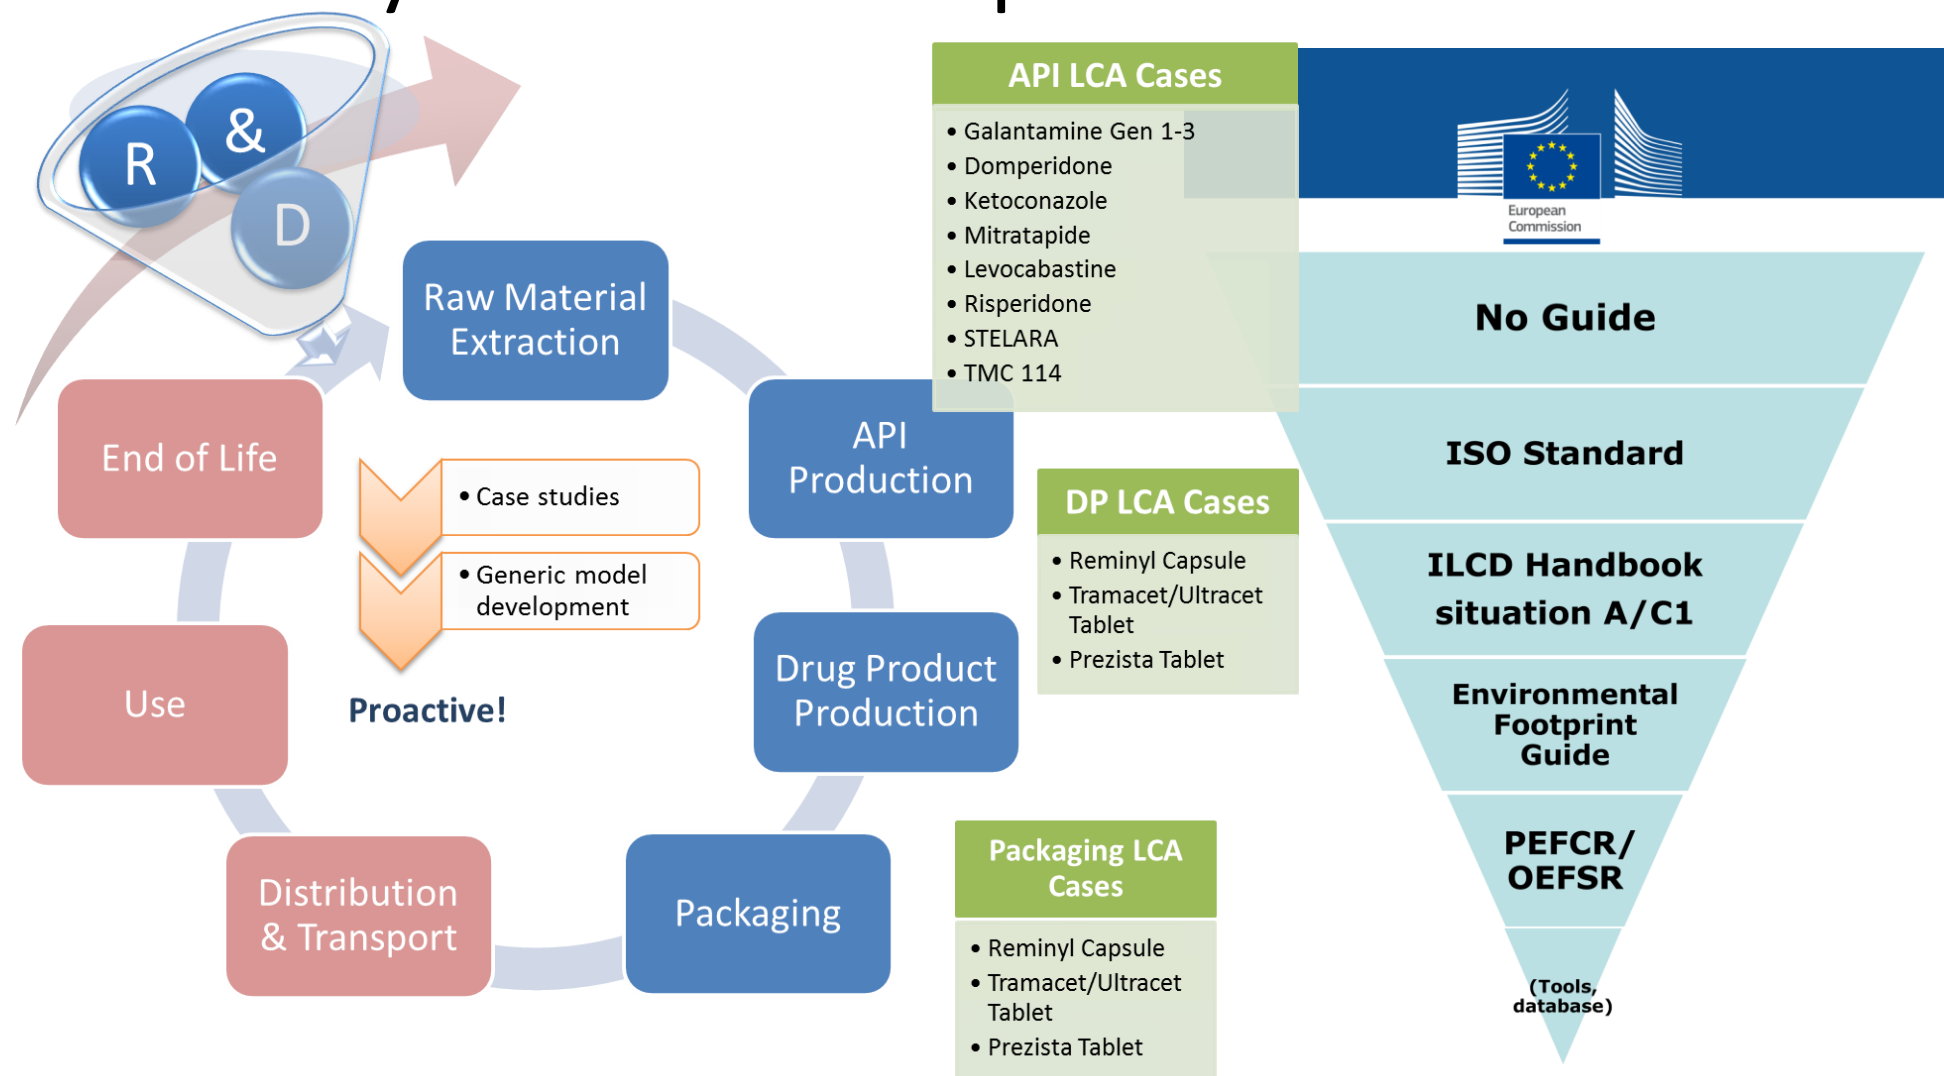 R
&
D
Raw Material
Extraction
API
Production
Drug Product
Production
Packaging
Distribution
& Transport
Use
End of Life
• Case studies
• Generic model
development
Proactive!
API LCA Cases
• Galantamine Gen 1-3
• Domperidone
• Ketoconazole
• Mitratapide
• Levocabastine
• Risperidone
• STELARA
• TMC 114
DP LCA Cases
• Reminyl Capsule
• Tramacet/Ultracet
Tablet
• Prezista Tablet
Packaging LCA
Cases
• Reminyl Capsule
• Tramacet/Ultracet
Tablet
• Prezista Tablet
European
Commission
No Guide
ISO Standard
ILCD Handbook
situation A/C1
Environmental
Footprint
Guide
PEFCR/
OEFSR
(Tools,
database)